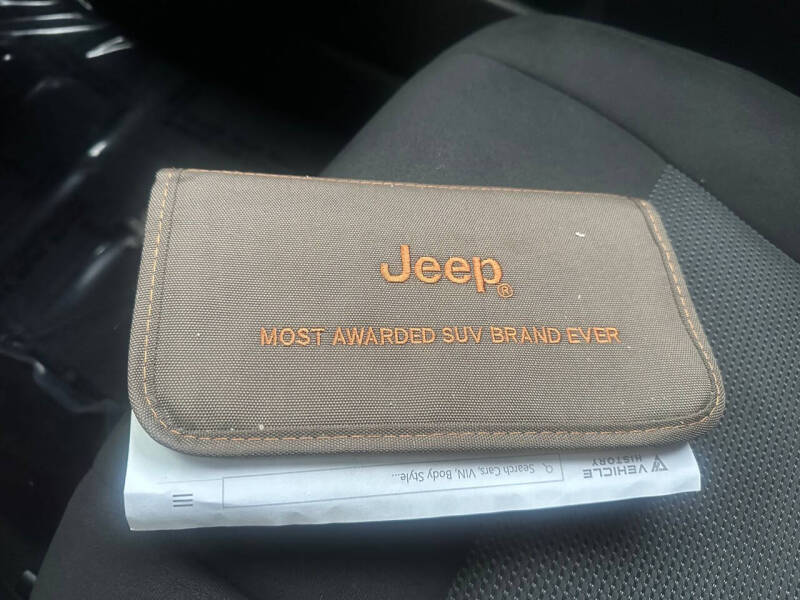 Jeep®
MOST AWARDED SUV BRAND EVER
VEHICLE
HISTORY
Search Cars, VIN, Body Style...